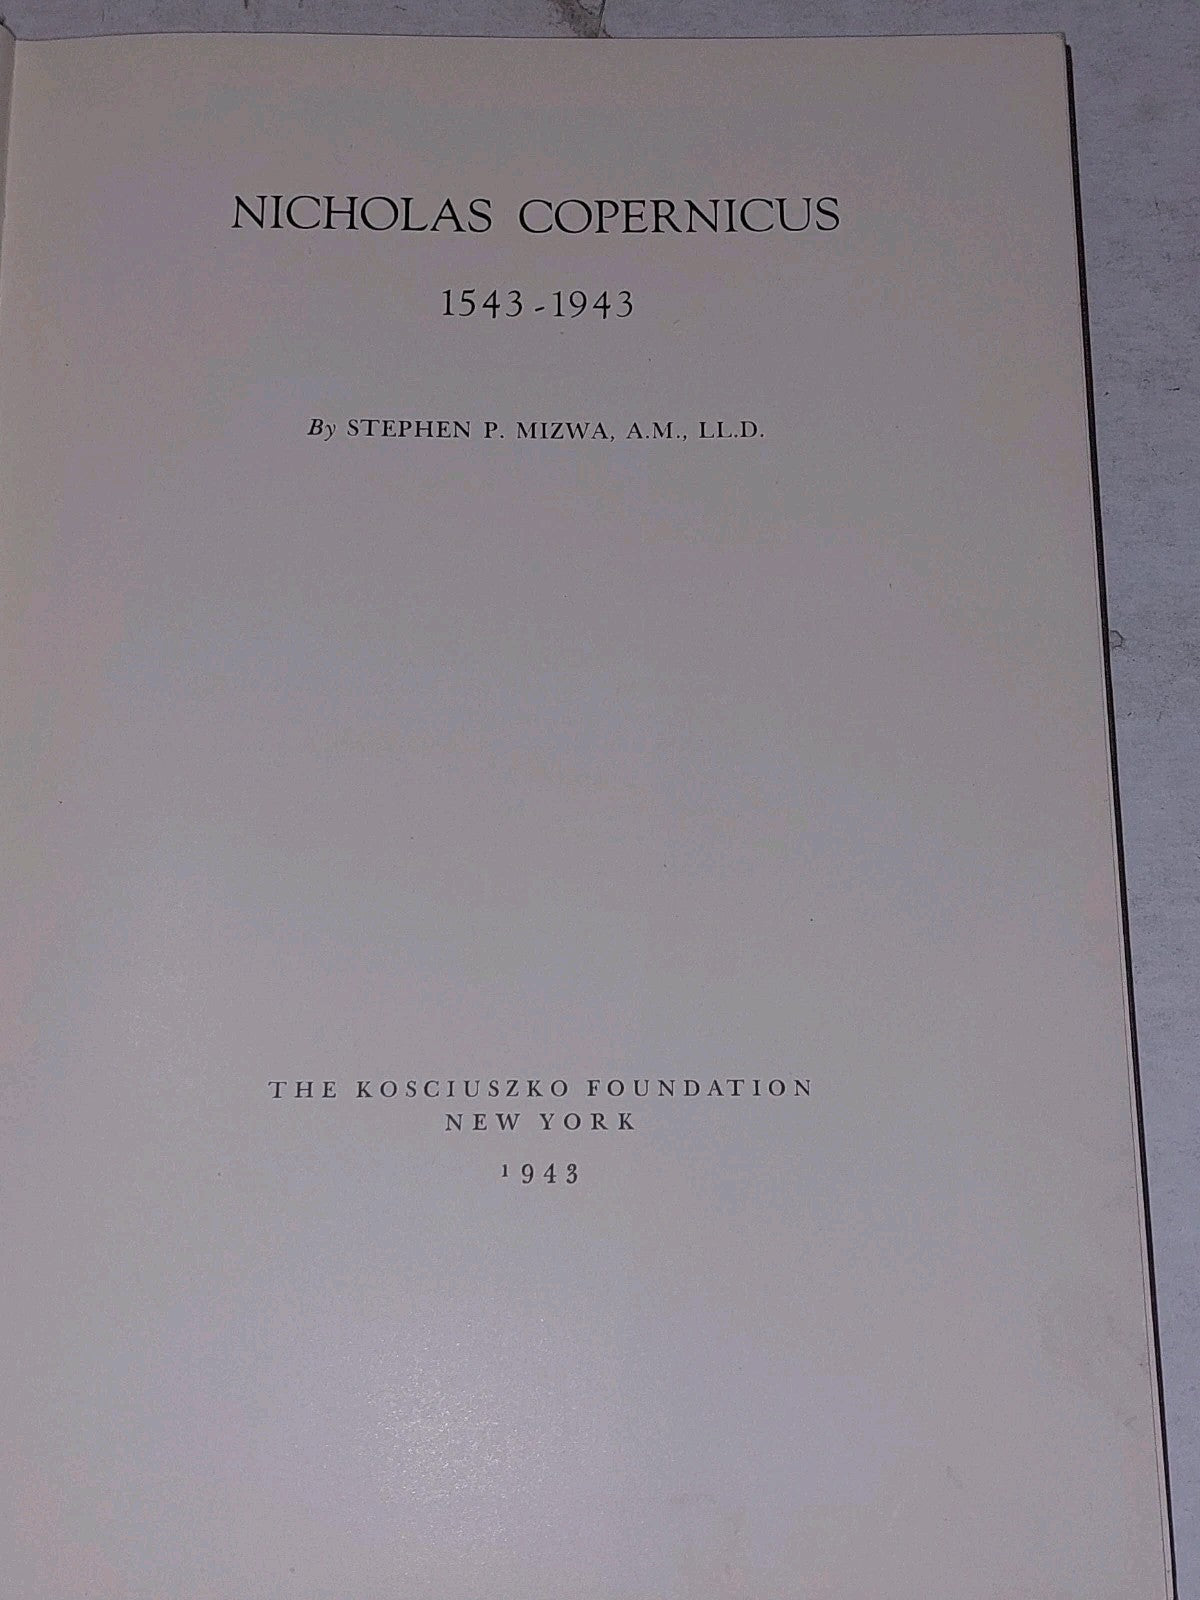 NICHOLAS COPERNICUS
1543-1943
By STEPHEN P. MIZWA, A.M., LL.D.
THE KOSCIUSZKO FOUNDATION
NEW YORK
1943